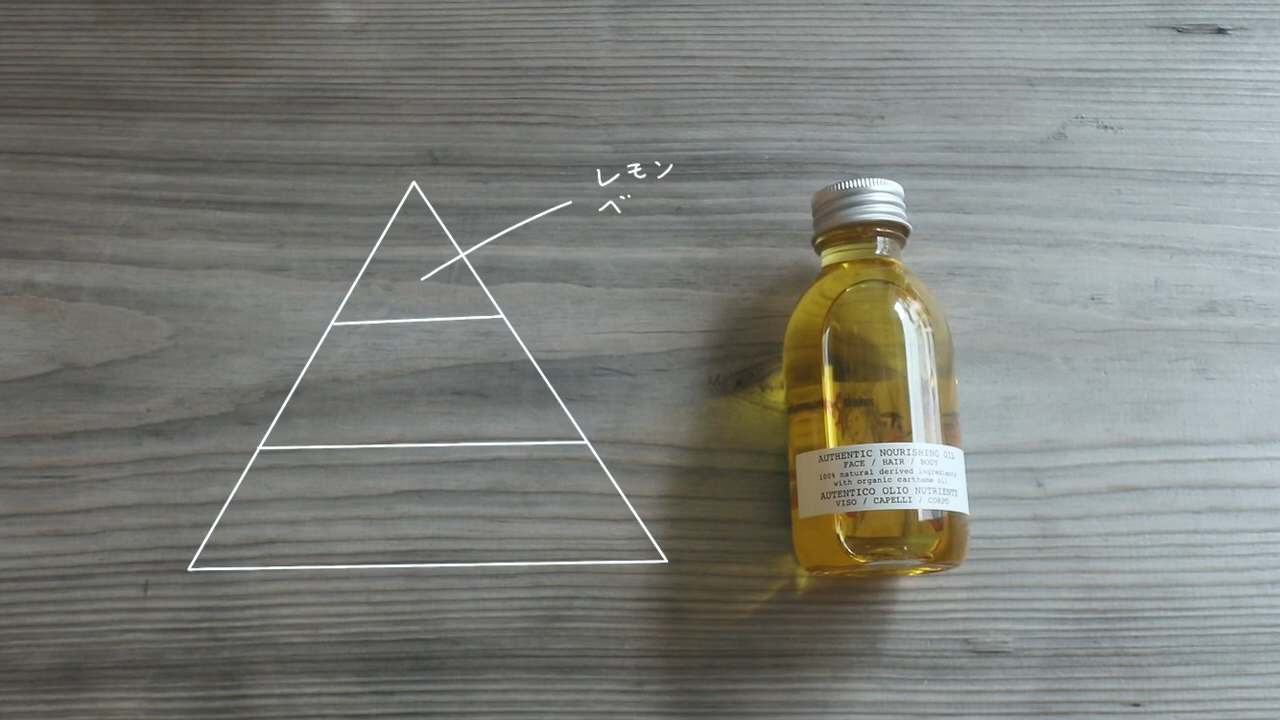 レモン
ベ
AUTHENTIC NOURISHING OIL
FACE / HAIR / BODY
100% natural derived ingredients
with organic carthame oil
AUTENTICO OLIO NUTRIENTE
VISO / CAPELLI / CORPO